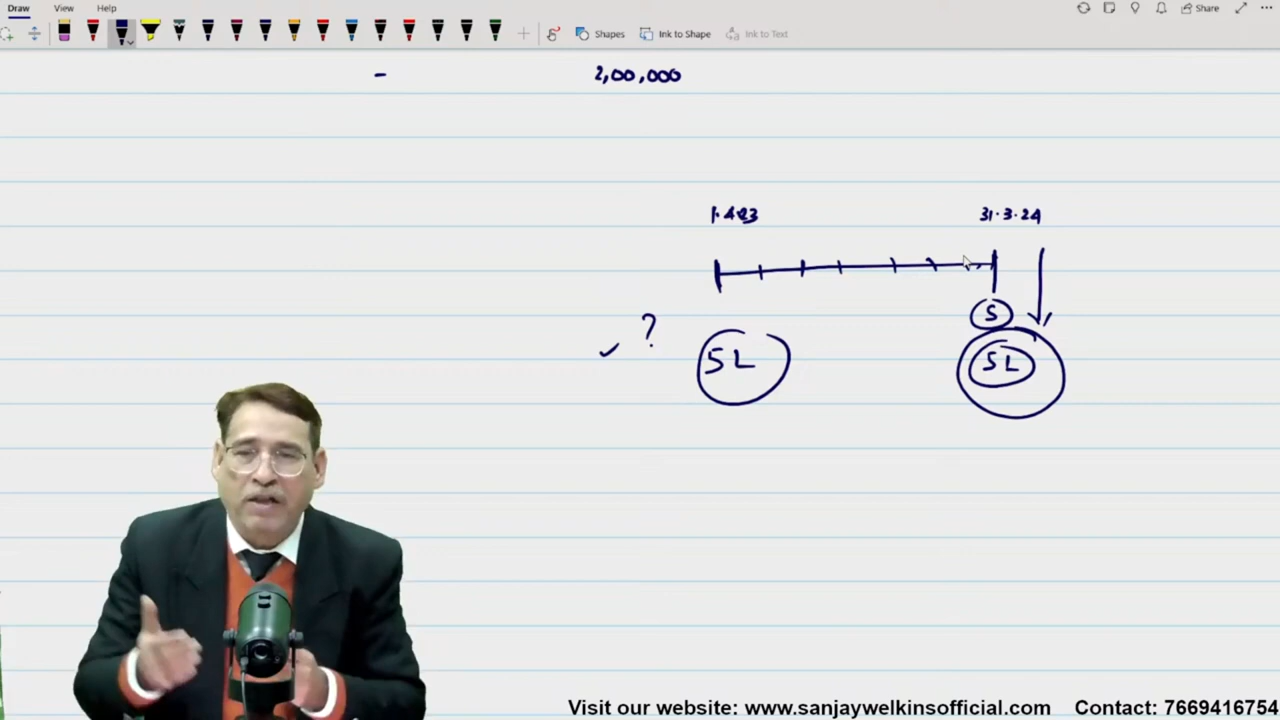 Draw View Help
Share
Shapes Ink to Shape Ink to Text
- 2,00,000
1.4.23 31.3.24
S
?
SL SL
Visit our website: www.sanjaywelkinsofficial.com Contact: 7669416754